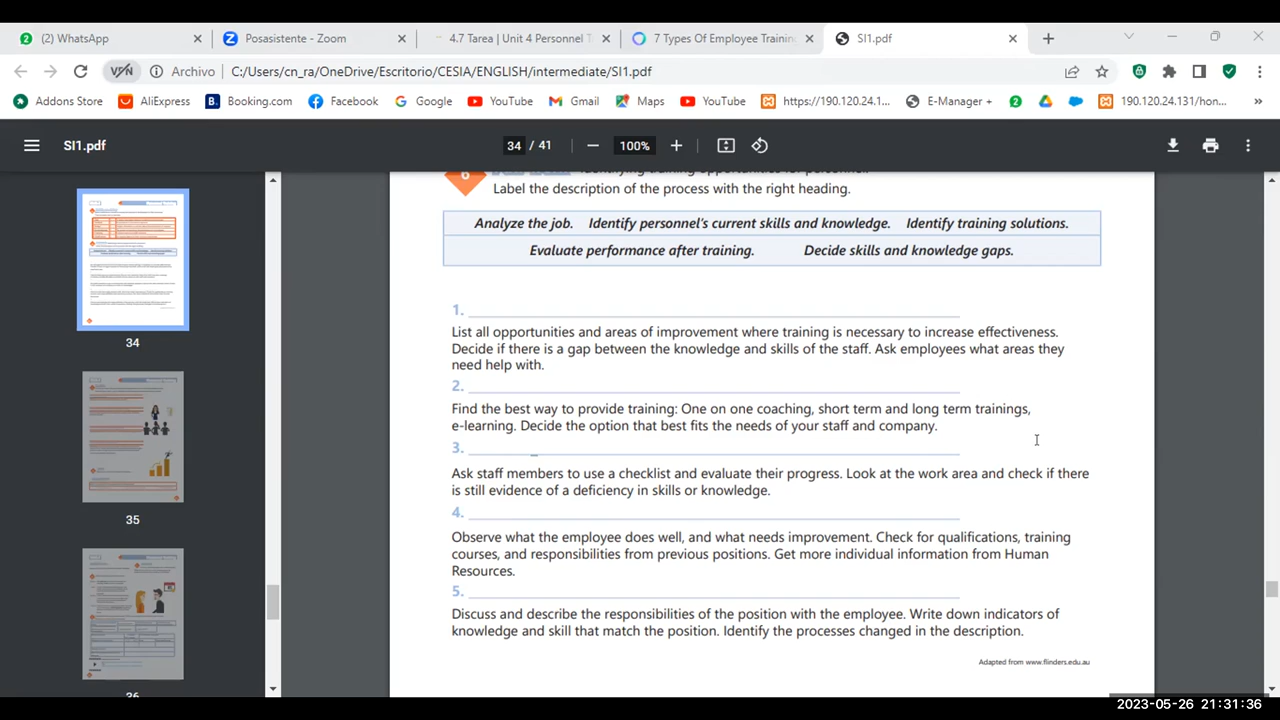 (2) WhatsApp
Posasistente - Zoom
4.7 Tarea | Unit 4 Personnel T
7 Types Of Employee Trainin
SI1.pdf
VPN
Archivo C:/Users/cn_ra/OneDrive/Escritorio/CESIA/ENGLISH/intermediate/SI1.pdf
Addons Store AliExpress Booking.com Facebook Google YouTube Gmail Maps YouTube https://190.120.24.1... E-Manager + 190.120.24.131/hon... »
SI1.pdf 34 / 41 100%
34
35
36
6
Label the description of the process with the right heading.
Analyze the job. Identify personnel's current skills and knowledge. Identify training solutions.
Evaluate performance after training. Decide skills and knowledge gaps.
1.
List all opportunities and areas of improvement where training is necessary to increase effectiveness.
Decide if there is a gap between the knowledge and skills of the staff. Ask employees what areas they
need help with.
2.
Find the best way to provide training: One on one coaching, short term and long term trainings,
e-learning. Decide the option that best fits the needs of your staff and company.
3.
Ask staff members to use a checklist and evaluate their progress. Look at the work area and check if there
is still evidence of a deficiency in skills or knowledge.
4.
Observe what the employee does well, and what needs improvement. Check for qualifications, training
courses, and responsibilities from previous positions. Get more individual information from Human
Resources.
5.
Discuss and describe the responsibilities of the position with the employee. Write down indicators of
knowledge and skill that match the position. Identify the processes changed in the description.
Adapted from www.flinders.edu.au
2023-05-26 21:31:36